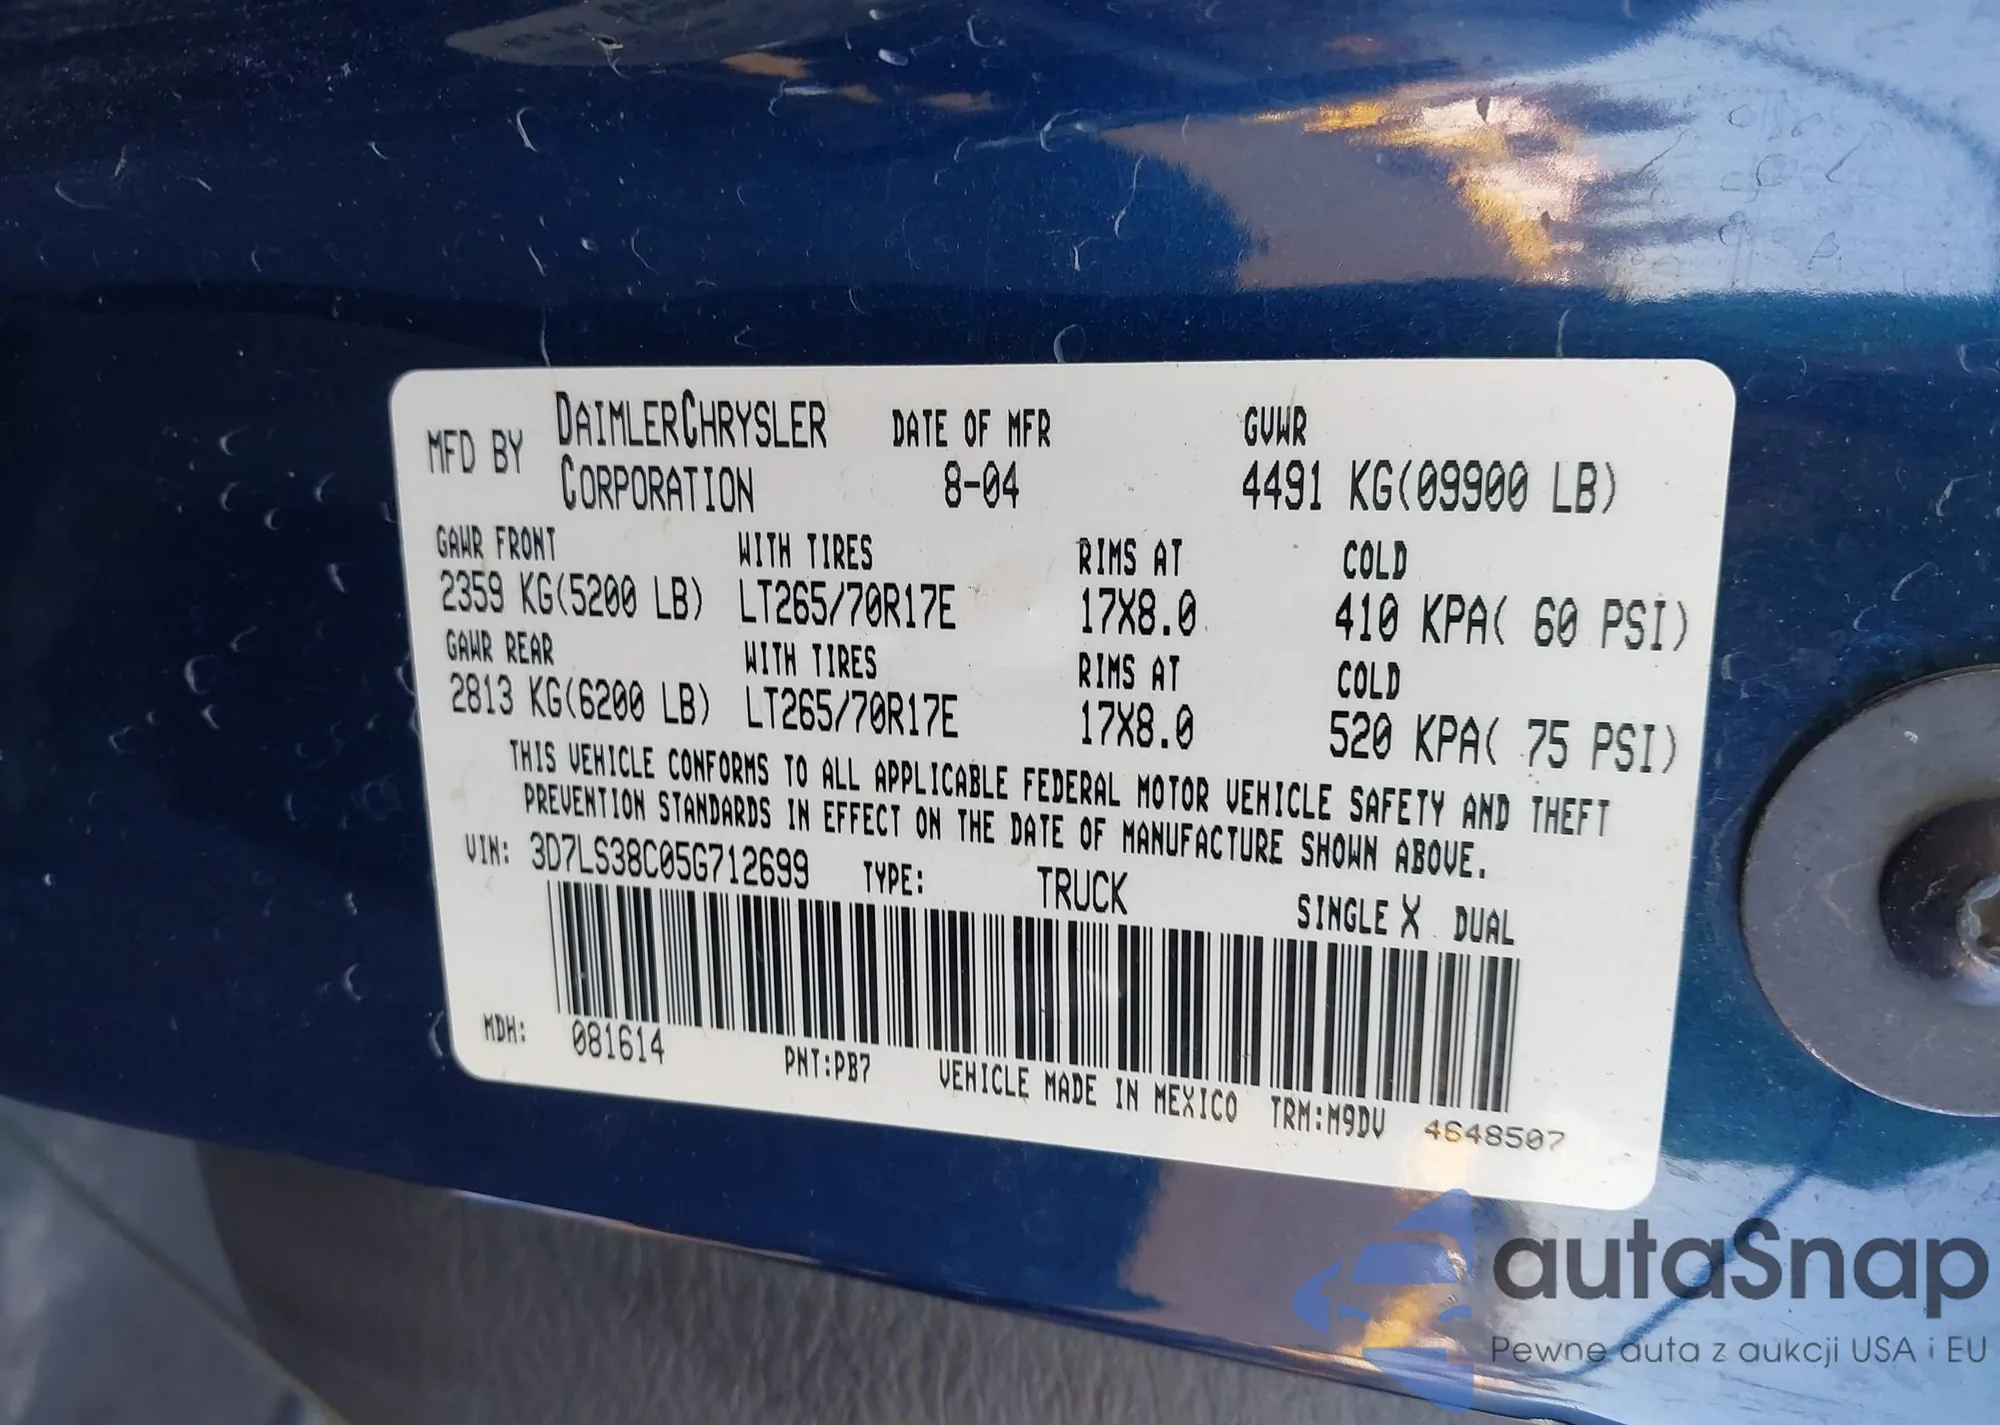 MFD BY DAIMLERCHRYSLER CORPORATION
DATE OF MFR
8-04
GVWR
4491 KG(09900 LB)
GAWR FRONT WITH TIRES RIMS AT COLD
2359 KG(5200 LB) LT265/70R17E 17X8.0 410 KPA( 60 PSI)
GAWR REAR WITH TIRES RIMS AT COLD
2813 KG(6200 LB) LT265/70R17E 17X8.0 520 KPA( 75 PSI)
THIS VEHICLE CONFORMS TO ALL APPLICABLE FEDERAL MOTOR VEHICLE SAFETY AND THEFT
PREVENTION STANDARDS IN EFFECT ON THE DATE OF MANUFACTURE SHOWN ABOVE.
VIN: 3D7LS38C05G712699 TYPE: TRUCK SINGLE X DUAL
MDH: 081614 PNT:PB7 VEHICLE MADE IN MEXICO TRM:M9DV 4648507
autaSnap
Pewne auta z aukcji USA i EU